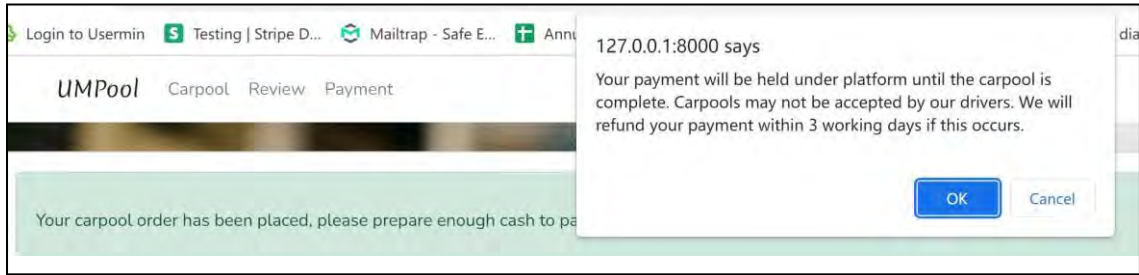 Login to Usermin Testing | Stripe D... Mailtrap - Safe E...
127.0.0.1:8000 says
Your payment will be held under platform until the carpool is
complete. Carpools may not be accepted by our drivers. We will
refund your payment within 3 working days if this occurs.
OK Cancel
UMPool Carpool Review Payment
Your carpool order has been placed, please prepare enough cash to